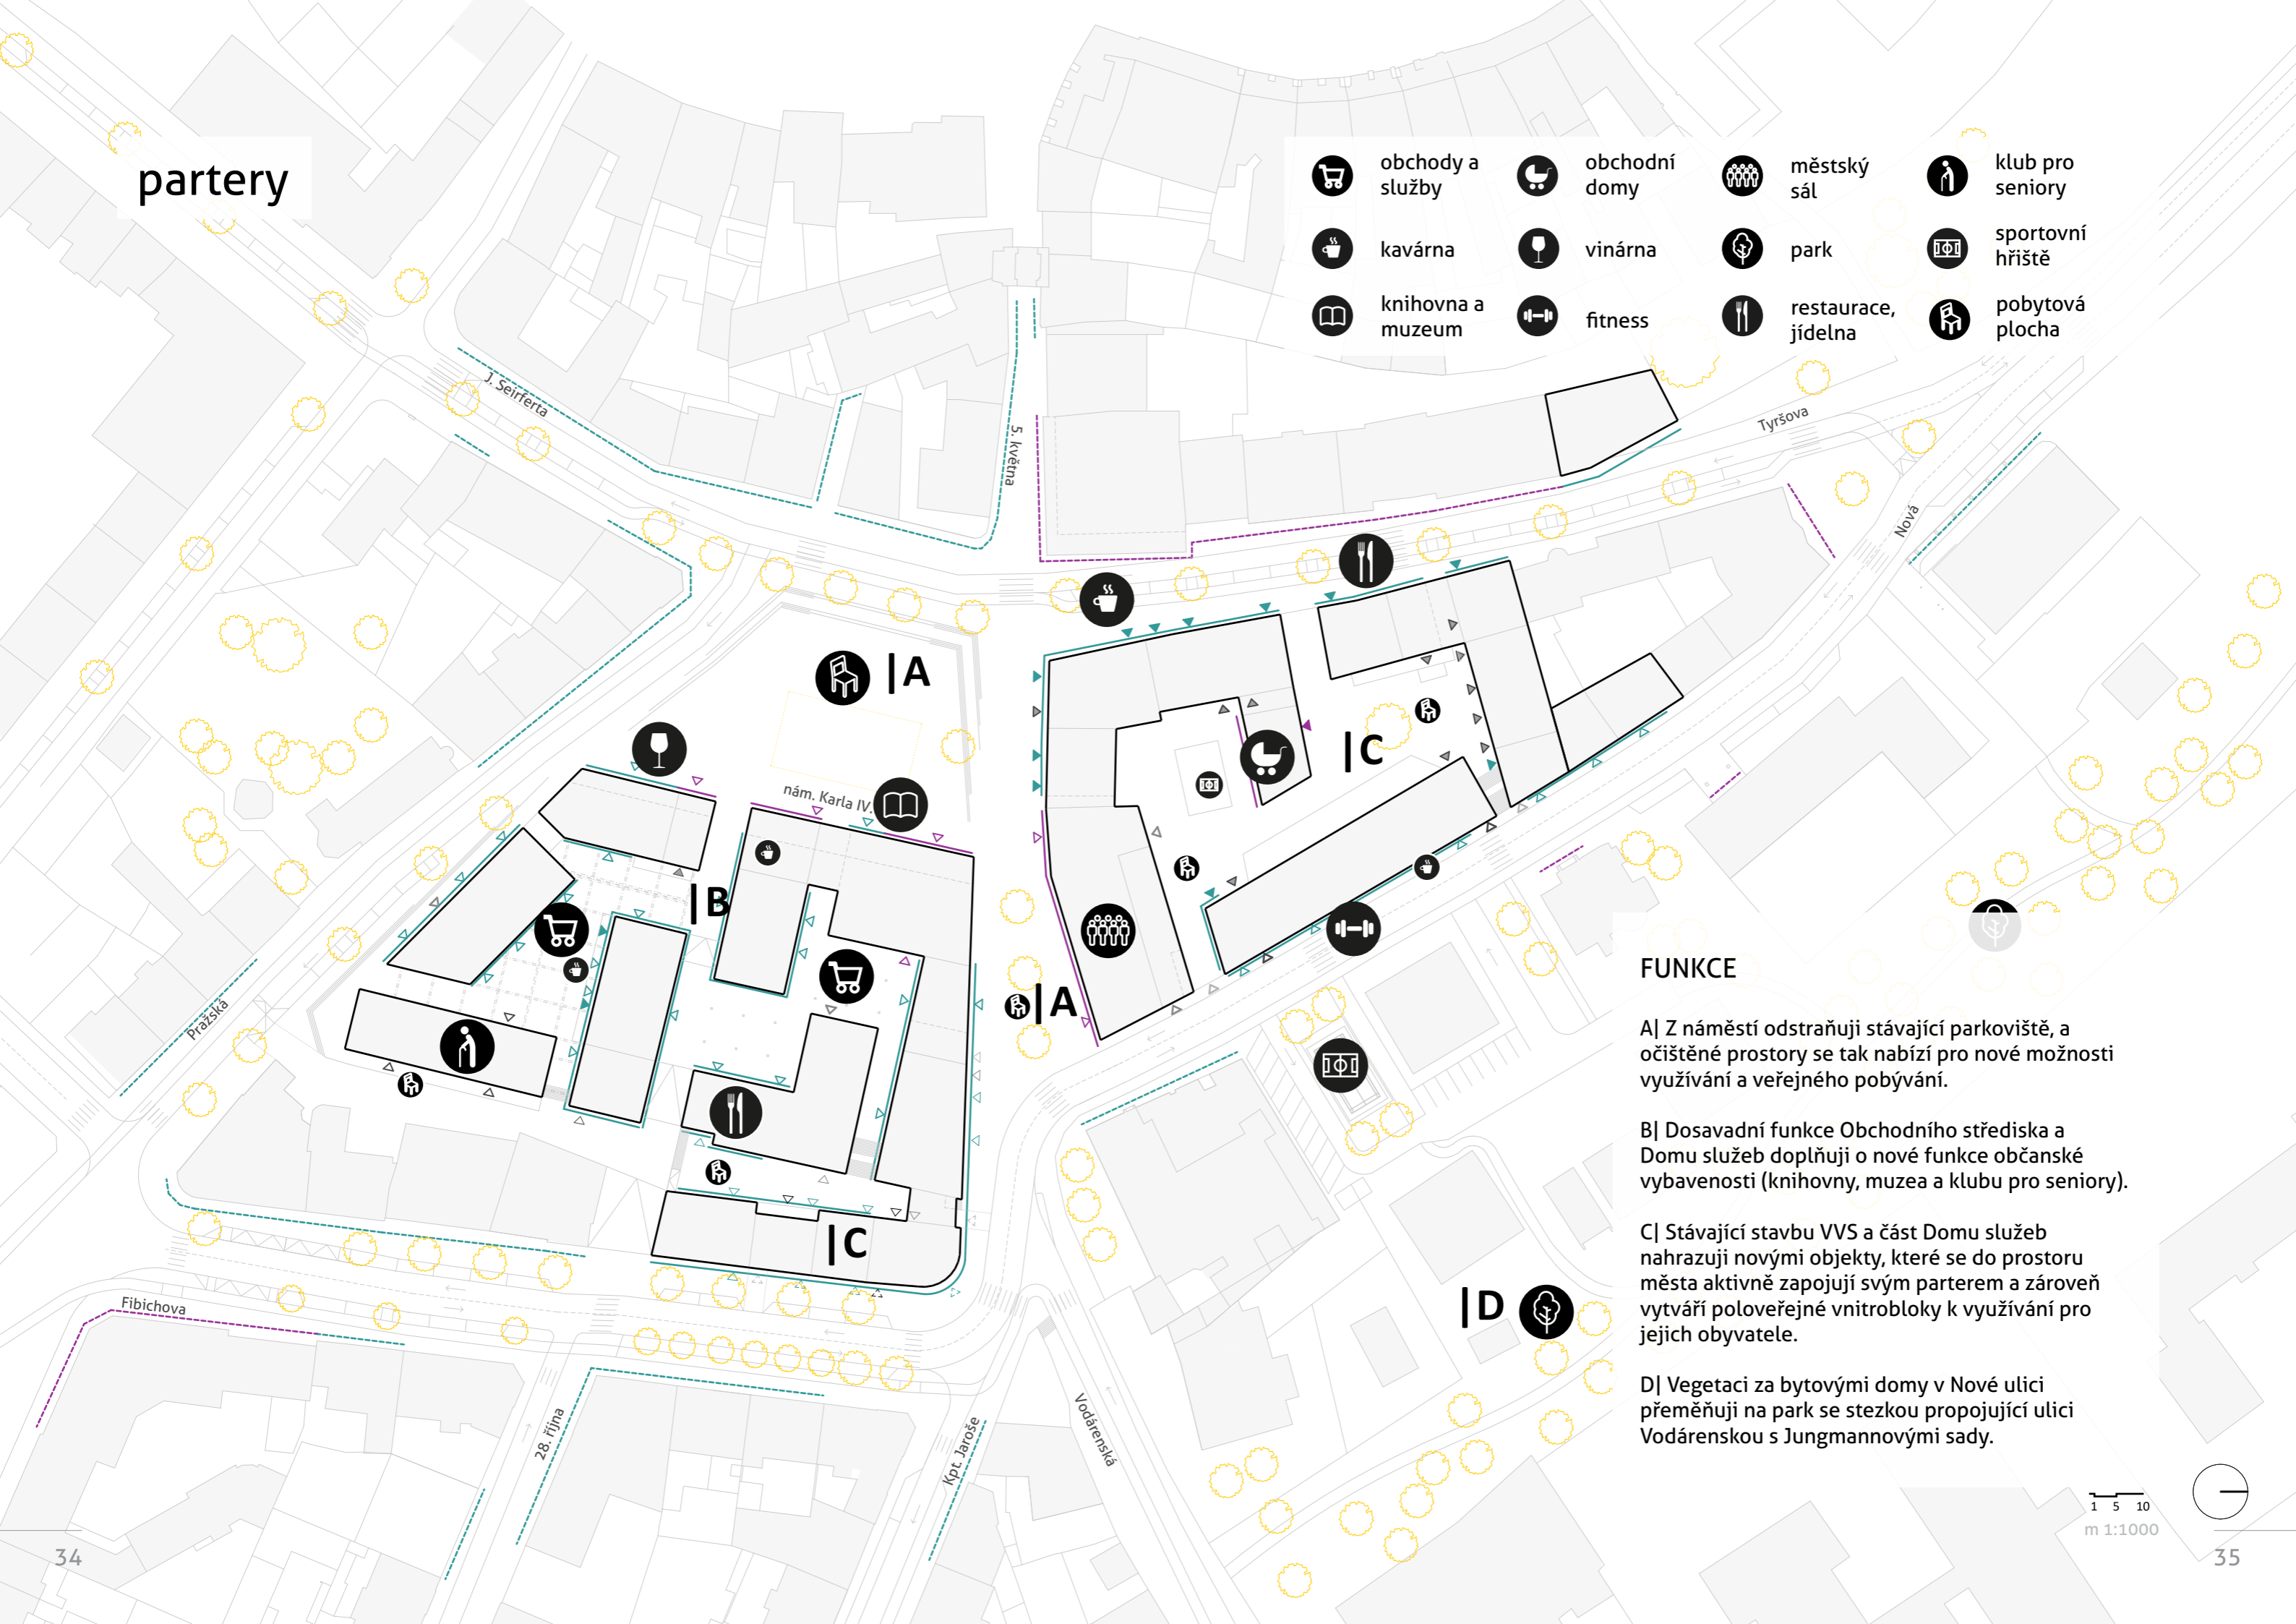 partery
obchody a
služby
obchodní
domy
městský
sál
klub pro
seniory
kavárna
vinárna
park
sportovní
hřiště
knihovna a
muzeum
fitness
restaurace,
jídelna
pobytová
plocha
J. Seirferta
5. května
Tyršova
Nová
|A
nám. Karla IV.
|C
|B
|A
Pražská
|C
|D
Fibichova
28. října
Kpt. Jaroše
Vodárenská
FUNKCE
A| Z náměstí odstraňuji stávající parkoviště, a
očištěné prostory se tak nabízí pro nové možnosti
využívání a veřejného pobývání.
B| Dosavadní funkce Obchodního střediska a
Domu služeb doplňuji o nové funkce občanské
vybavenosti (knihovny, muzea a klubu pro seniory).
C| Stávající stavbu VVS a část Domu služeb
nahrazuji novými objekty, které se do prostoru
města aktivně zapojují svým parterem a zároveň
vytváří poloveřejné vnitrobloky k využívání pro
jejich obyvatele.
D| Vegetaci za bytovými domy v Nové ulici
přeměňuji na park se stezkou propojující ulici
Vodárenskou s Jungmannovými sady.
1 5 10
m 1:1000
34
35